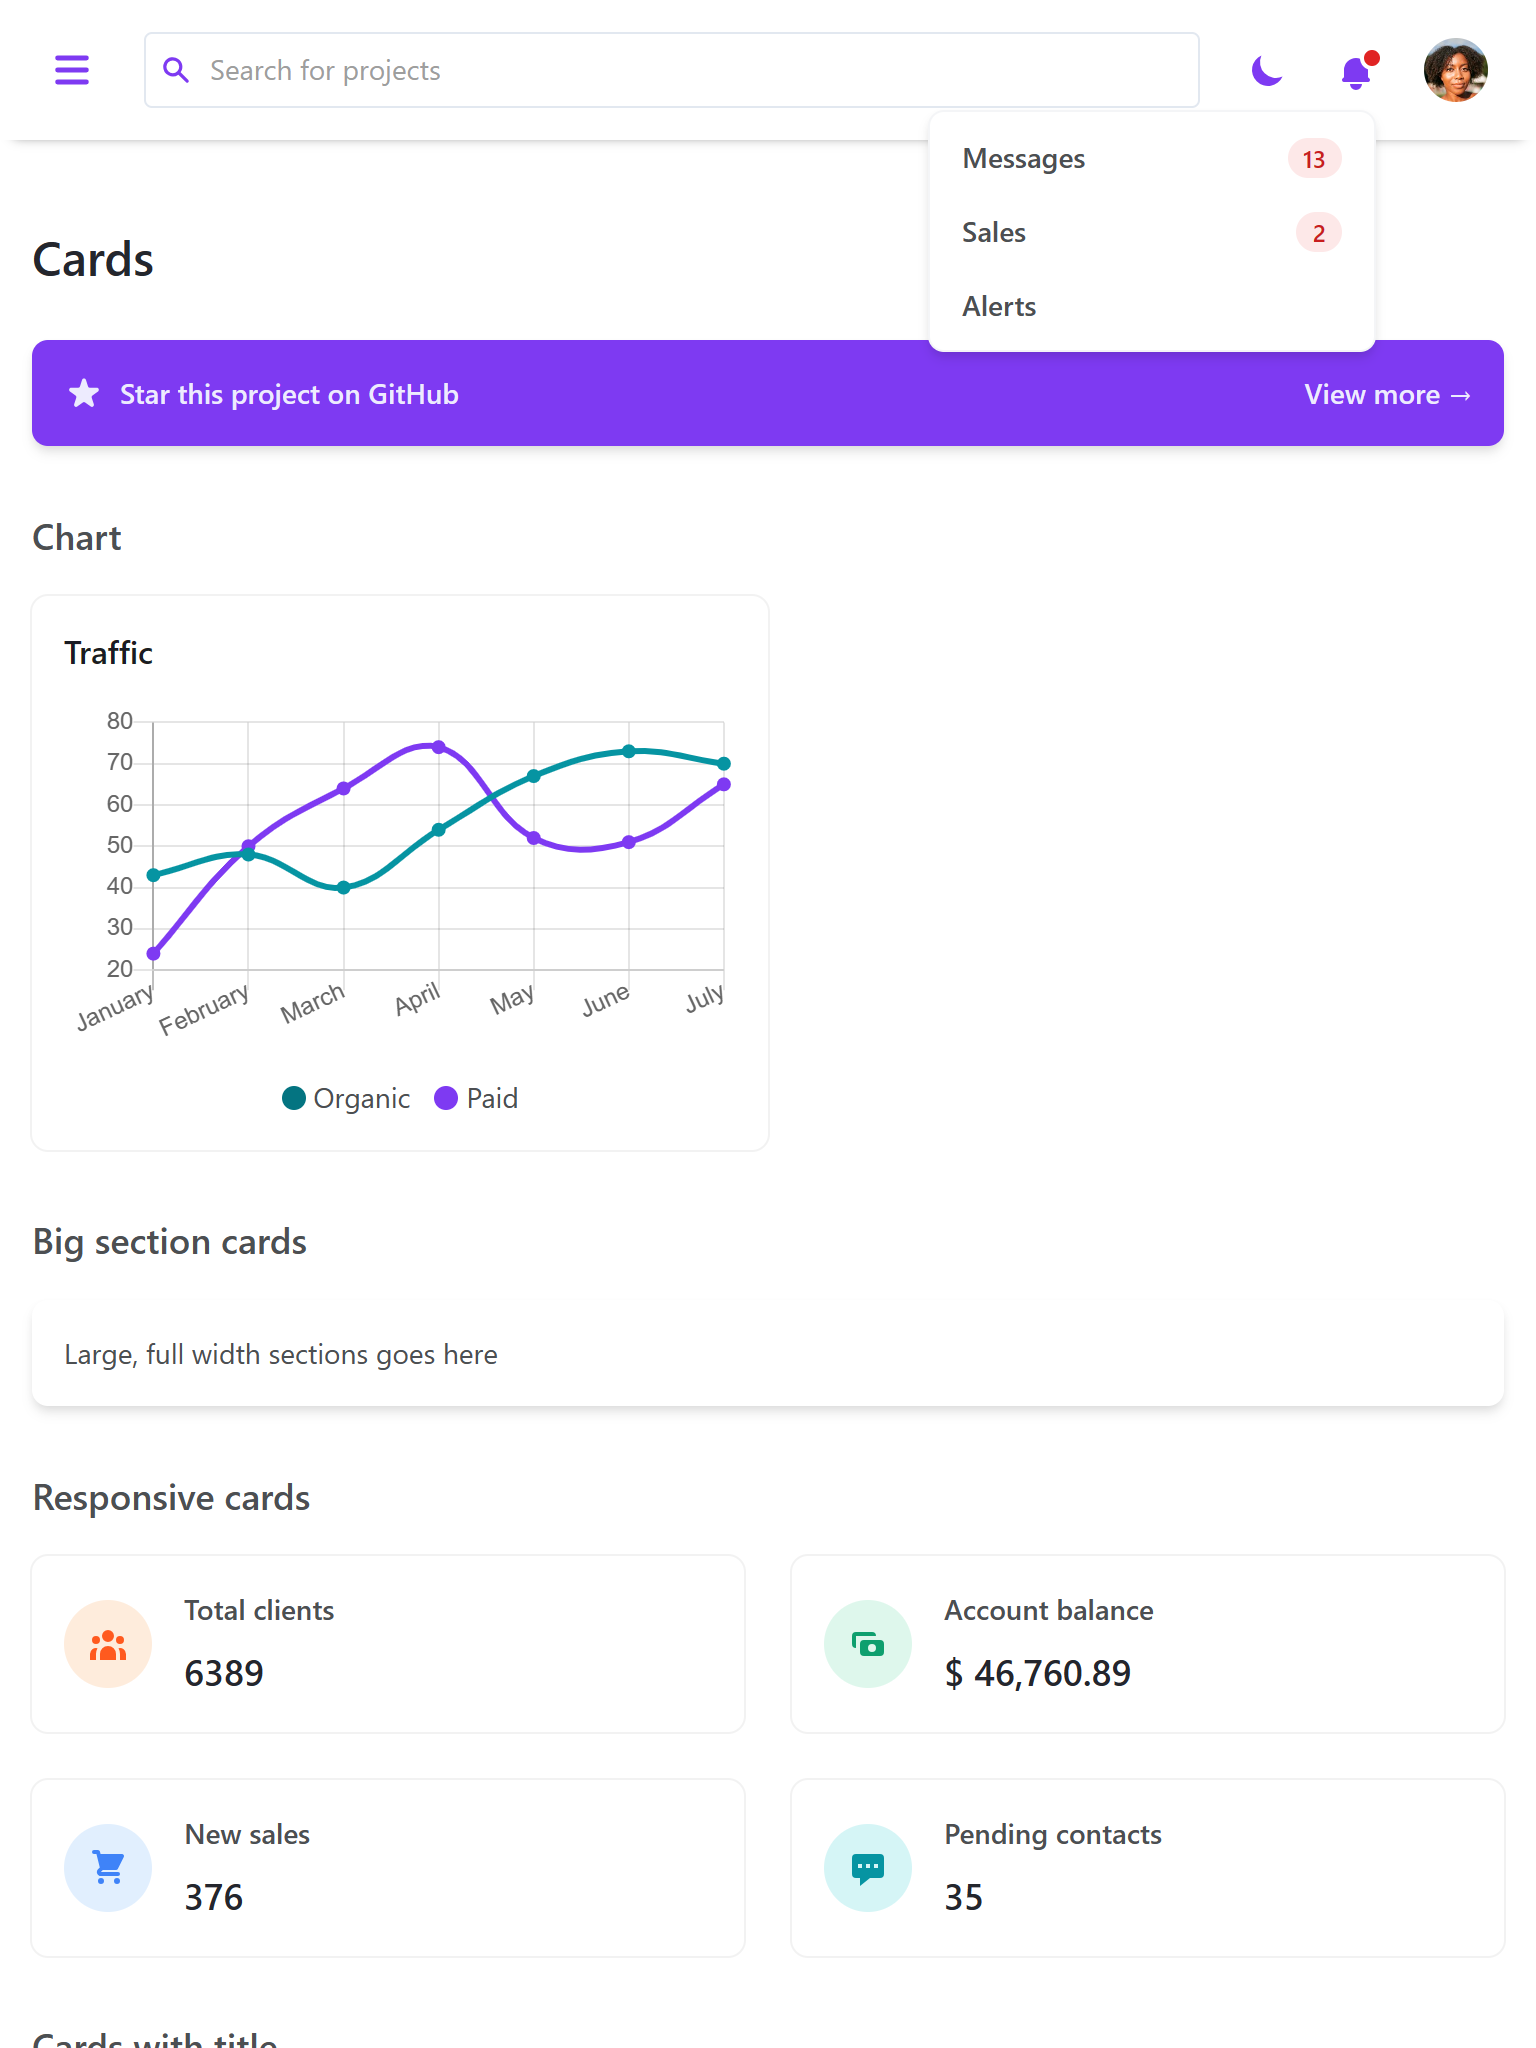 Search for projects
Messages 13
Sales 2
Alerts
Cards
Star this project on GitHub
View more →
Chart
Traffic
80
70
60
50
40
30
20
January February March April May June July
Organic Paid
Big section cards
Large, full width sections goes here
Responsive cards
Total clients
6389
Account balance
$ 46,760.89
New sales
376
Pending contacts
35
Cards with title